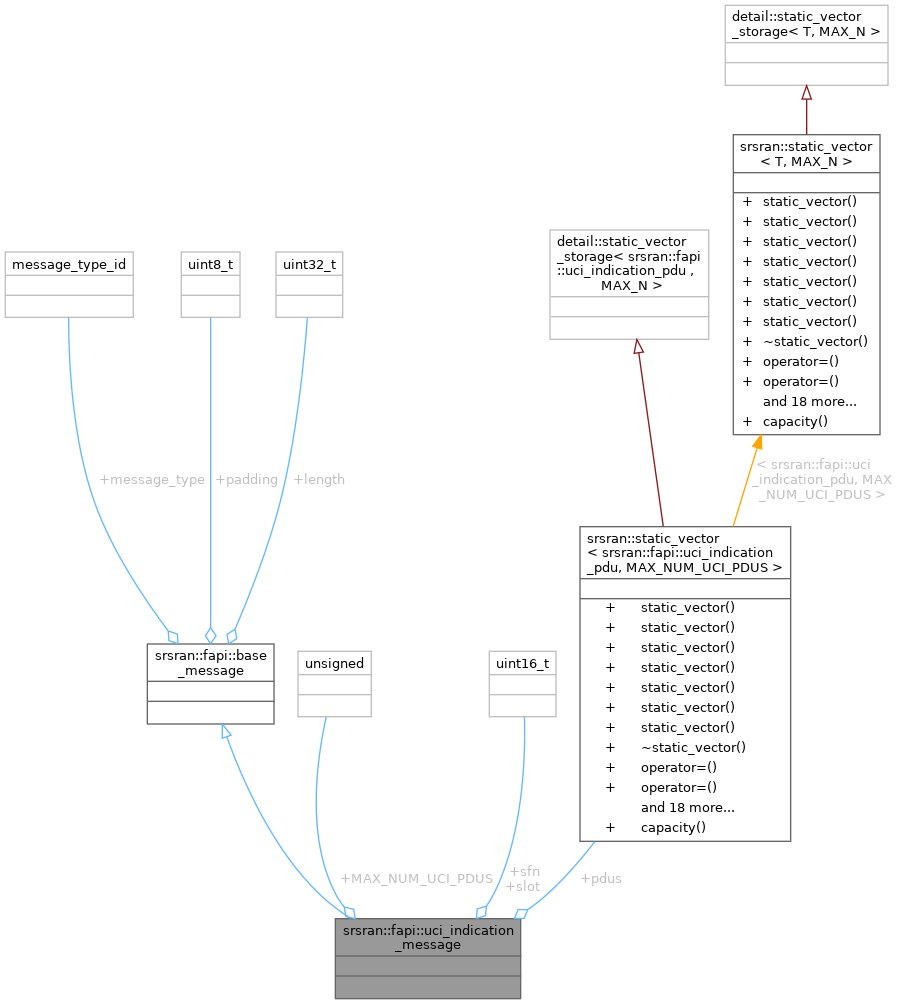 detail::static_vector
_storage< T, MAX_N >
srsran::static_vector
< T, MAX_N >
+ static_vector()
+ static_vector()
+ static_vector()
+ static_vector()
+ static_vector()
+ static_vector()
+ static_vector()
+ ~static_vector()
+ operator=()
+ operator=()
and 18 more...
+ capacity()
detail::static_vector
_storage< srsran::fapi
::uci_indication_pdu ,
MAX_N >
message_type_id
uint8_t
uint32_t
< srsran::fapi::uci
_indication_pdu, MAX
_NUM_UCI_PDUS >
+message_type
+padding
+length
srsran::static_vector
< srsran::fapi::uci_indication
_pdu, MAX_NUM_UCI_PDUS >
+ static_vector()
+ static_vector()
+ static_vector()
+ static_vector()
+ static_vector()
+ static_vector()
+ static_vector()
+ ~static_vector()
+ operator=()
+ operator=()
and 18 more...
+ capacity()
srsran::fapi::base
_message
unsigned
uint16_t
+MAX_NUM_UCI_PDUS
+sfn
+slot
+pdus
srsran::fapi::uci_indication
_message